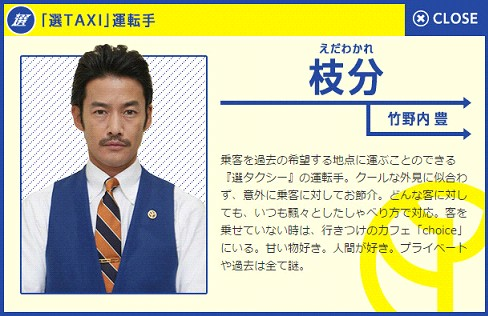 選 「選TAXI」運転手
CLOSE
えだわかれ
枝分
竹野内 豊
乗客を過去の希望する地点に運ぶことのできる
『選タクシー』の運転手。クールな外見に似合わ
ず、意外に乗客に対してお節介。どんな客に対し
ても、いつも飄々としたしゃべり方で対応。客を
乗せていない時は、行きつけのカフェ「choice」
にいる。甘い物好き。人間が好き。プライベート
や過去は全て謎。